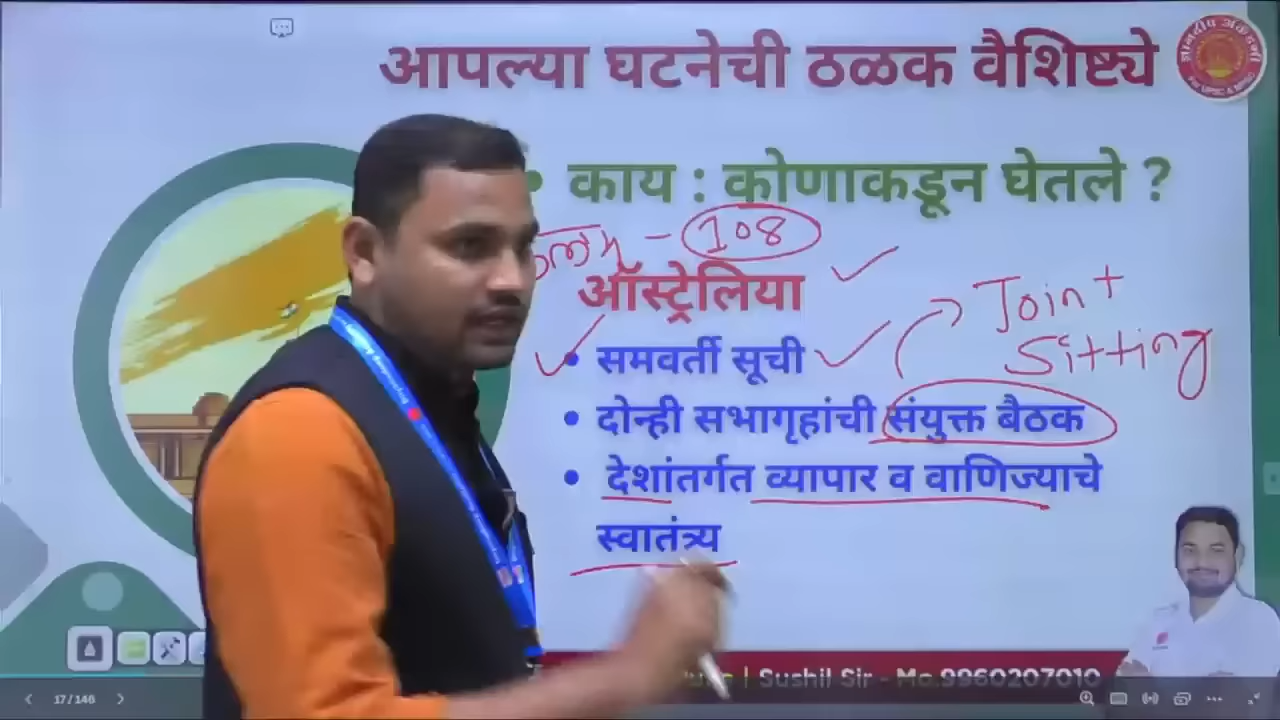 आपल्या घटनेची ठळक वैशिष्ट्ये
काय : कोणाकडून घेतले ?
कलम - 108
ऑस्ट्रेलिया
Joint
Sitting
• समवर्ती सूची
• दोन्ही सभागृहांची संयुक्त बैठक
• देशांतर्गत व्यापार व वाणिज्याचे
स्वातंत्र्य
| Sushil Sir - Mo.9960207010
17/146